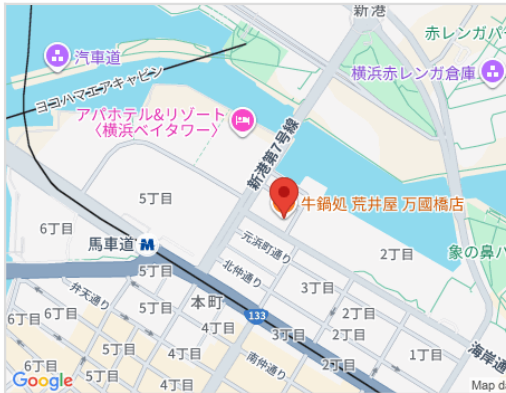 新港
赤レンガパ
汽車道
横浜赤レンガ倉庫
ヨコハマエアキャビン
アパホテル&リゾート
〈横浜ベイタワー〉
新港第7号線
5丁目
牛鍋処 荒井屋 万國橋店
6丁目
元浜町通り
2丁目
馬車道
象の鼻パ
5丁目
北仲通り
弁天通り
本町
3丁目
6丁目
5丁目
133
2丁目
6丁目
5丁目
4丁目
3丁目
2丁目
1丁目
海岸通
6丁目
5丁目
4丁目
南仲通り
2丁目
5丁目
4丁目
Google
Map da